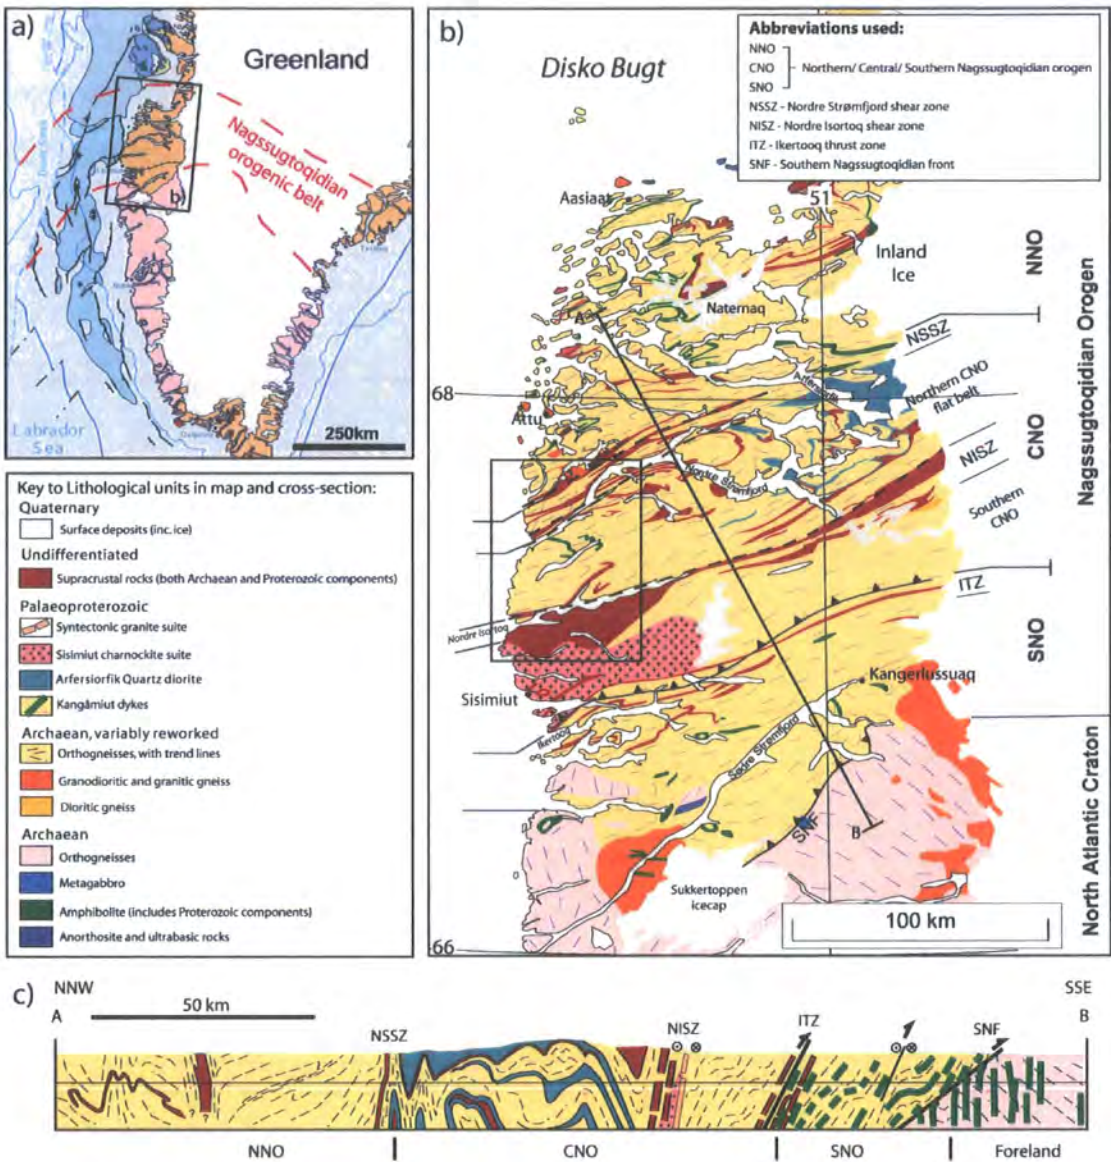 a)
Greenland
Nagssugtoqidian
orogenic belt
b)
Labrador
Sea
250km
Key to Lithological units in map and cross-section:
Quaternary
Surface deposits (inc. ice)
Undifferentiated
Supracrustal rocks (both Archaean and Proterozoic components)
Palaeoproterozoic
Syntectonic granite suite
Sisimiut charnockite suite
Arfersiorfik Quartz diorite
Kangâmiut dykes
Archaean, variably reworked
Orthogneisses, with trend lines
Granodioritic and granitic gneiss
Dioritic gneiss
Archaean
Orthogneisses
Metagabbro
Amphibolite (includes Proterozoic components)
Anorthosite and ultrabasic rocks
b)
Disko Bugt
Abbreviations used:
NNO
CNO
SNO
Northern/ Central/ Southern Nagssugtoqidian orogen
NSSZ - Nordre Strømfjord shear zone
NISZ - Nordre Isortoq shear zone
ITZ - Ikertooq thrust zone
SNF - Southern Nagssugtoqidian front
51
Aasiaat
Inland
Ice
Naternaq
A
NNO
NSSZ
68
Northern CNO
flat belt
Attu
CNO
Nordre Strømfjord
NISZ
Southern
CNO
Nagssugtoqidian Orogen
ITZ
Nordre Isortoq
SNO
Sisimiut
Kangerlussuaq
Ikertooq
Sødre Strømfjord
SNF
B
North Atlantic Craton
Sukkertoppen
icecap
100 km
66
c)
NNW
SSE
A
50 km
NSSZ
NISZ
ITZ
SNF
B
NNO
CNO
SNO
Foreland